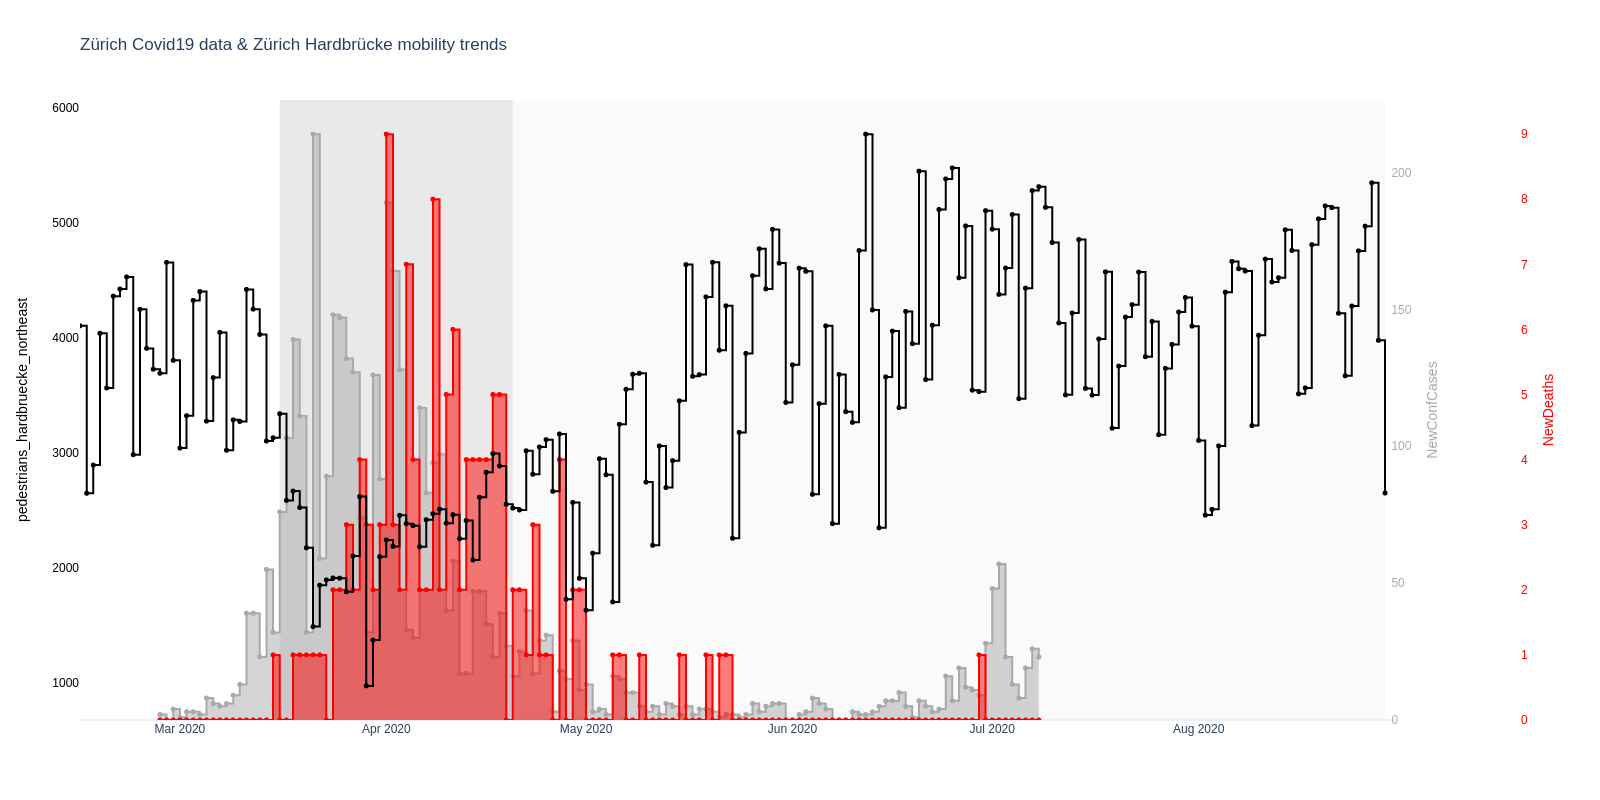 Zürich Covid19 data & Zürich Hardbrücke mobility trends
6000
5000
4000
3000
2000
1000
pedestrians_hardbruecke_northeast
Mar 2020
Apr 2020
May 2020
Jun 2020
Jul 2020
Aug 2020
200
150
100
50
0
NewConfCases
9
8
7
6
5
4
3
2
1
0
NewDeaths